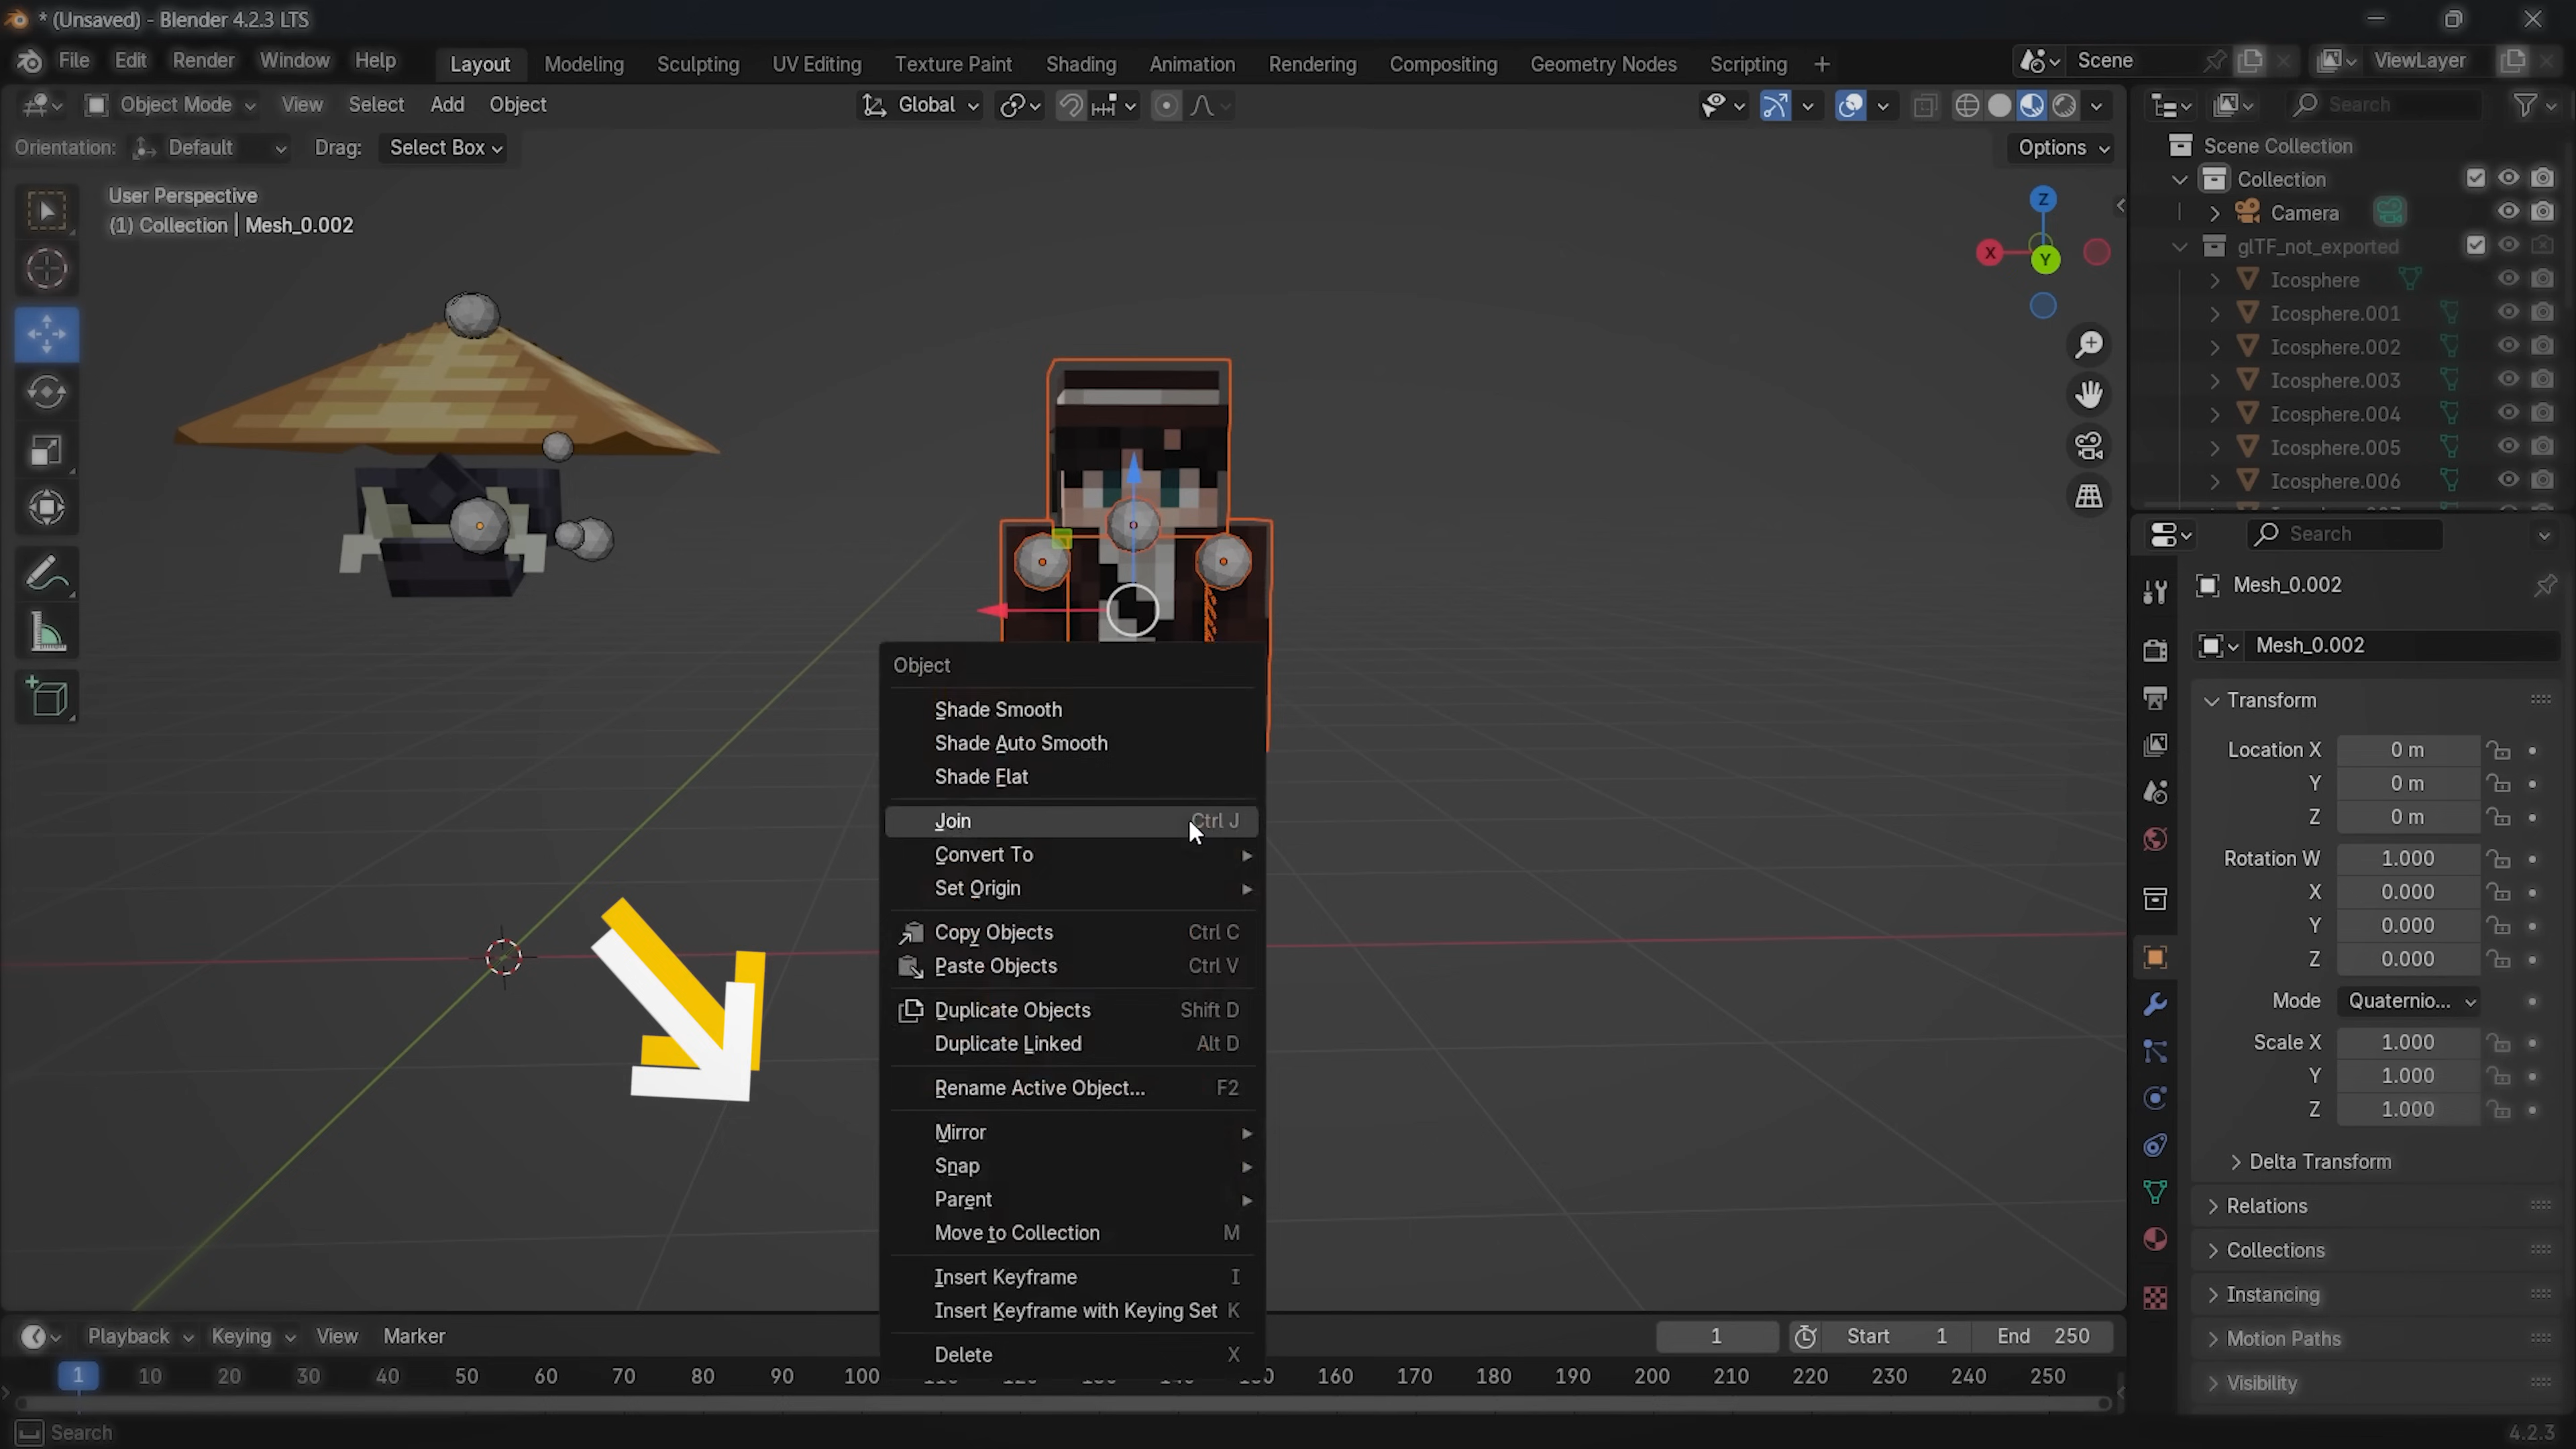 * (Unsaved) - Blender 4.2.3 LTS
File Edit Render Window Help Layout Modeling Sculpting UV Editing Texture Paint Shading Animation Rendering Compositing Geometry Nodes Scripting + Scene ViewLayer
Object Mode View Select Add Object Global Search
Orientation: Default Drag: Select Box Options
User Perspective
(1) Collection | Mesh_0.002
Z
X
Y
Scene Collection
Collection
Camera
glTF_not_exported
Icosphere
Icosphere.001
Icosphere.002
Icosphere.003
Icosphere.004
Icosphere.005
Icosphere.006
Search
Mesh_0.002
Mesh_0.002
Transform
Location X 0 m
Y 0 m
Z 0 m
Rotation W 1.000
X 0.000
Y 0.000
Z 0.000
Mode Quaternio...
Scale X 1.000
Y 1.000
Z 1.000
Delta Transform
Relations
Collections
Instancing
Motion Paths
Visibility
Object
Shade Smooth
Shade Auto Smooth
Shade Flat
Join Ctrl J
Convert To
Set Origin
Copy Objects Ctrl C
Paste Objects Ctrl V
Duplicate Objects Shift D
Duplicate Linked Alt D
Rename Active Object... F2
Mirror
Snap
Parent
Move to Collection M
Insert Keyframe I
Insert Keyframe with Keying Set K
Delete X
Playback Keying View Marker 1 Start 1 End 250
1 10 20 30 40 50 60 70 80 90 100 160 170 180 190 200 210 220 230 240 250
Search 4.2.3